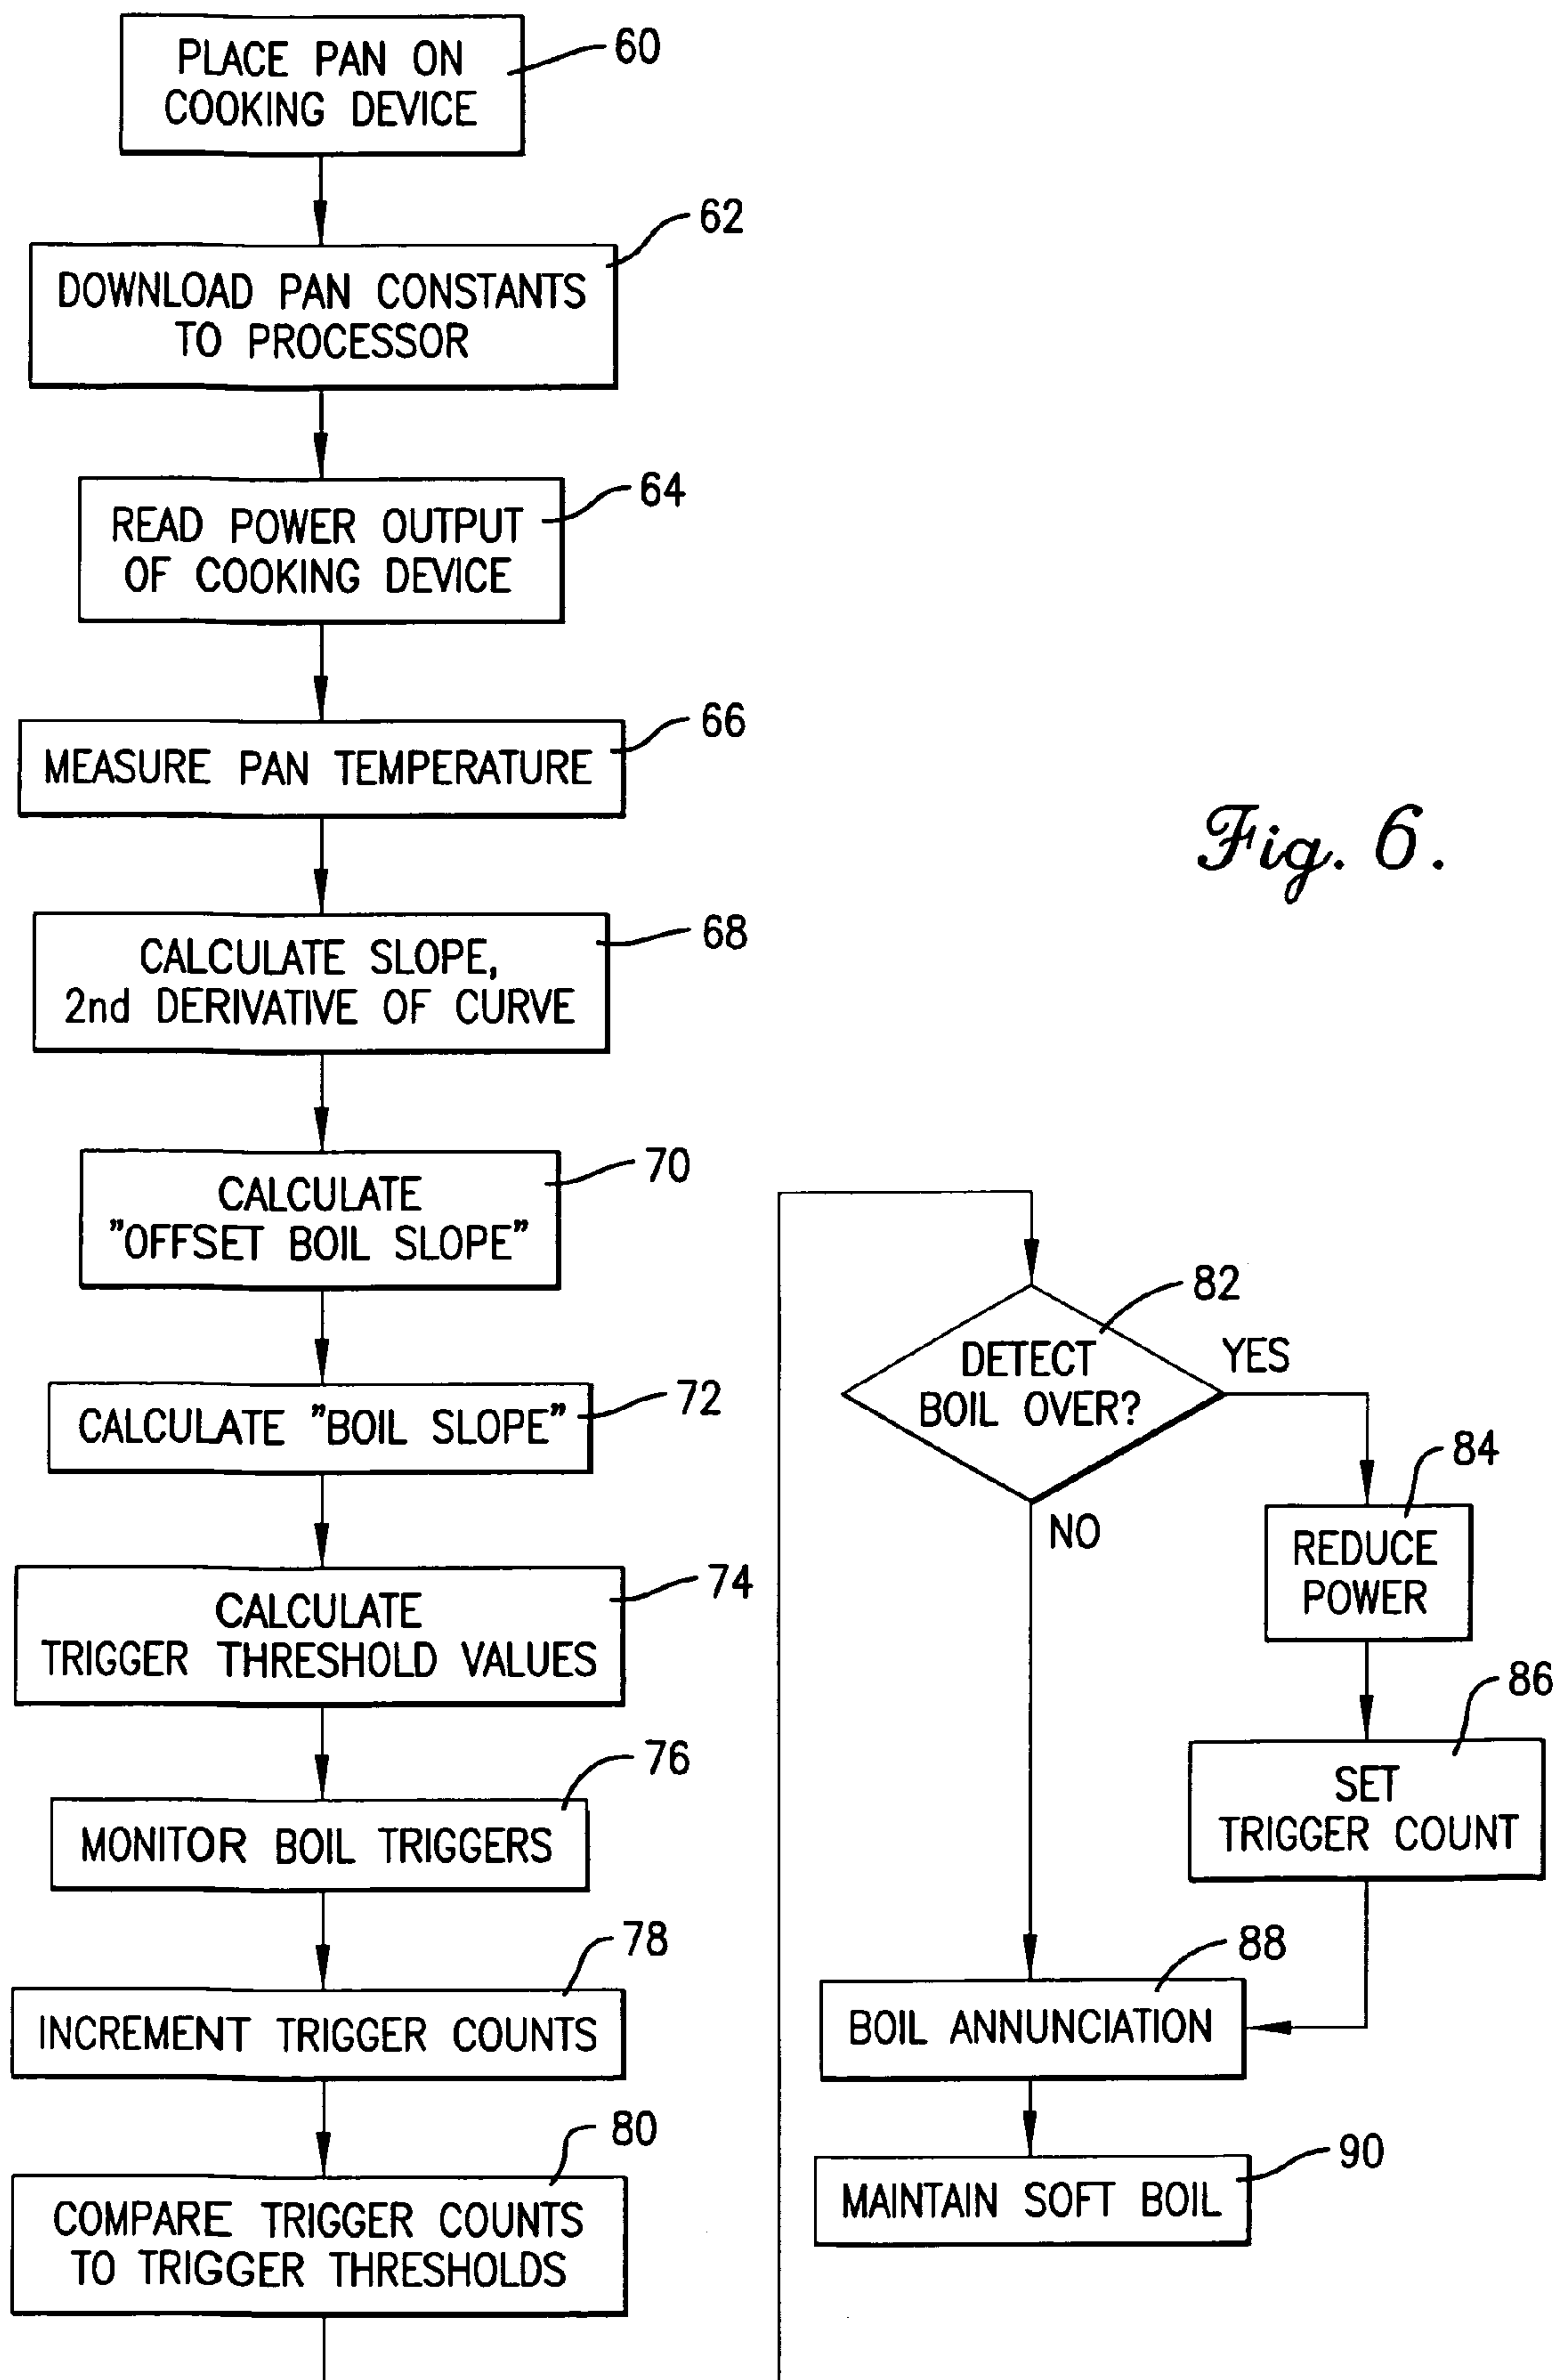 PLACE PAN ON
COOKING DEVICE
60
DOWNLOAD PAN CONSTANTS
TO PROCESSOR
62
READ POWER OUTPUT
OF COOKING DEVICE
64
MEASURE PAN TEMPERATURE
66
CALCULATE SLOPE,
2nd DERIVATIVE OF CURVE
68
CALCULATE
"OFFSET BOIL SLOPE"
70
CALCULATE "BOIL SLOPE"
72
CALCULATE
TRIGGER THRESHOLD VALUES
74
MONITOR BOIL TRIGGERS
76
INCREMENT TRIGGER COUNTS
78
COMPARE TRIGGER COUNTS
TO TRIGGER THRESHOLDS
80
Fig. 6.
DETECT
BOIL OVER?
82
YES
NO
REDUCE
POWER
84
SET
TRIGGER COUNT
86
BOIL ANNUNCIATION
88
MAINTAIN SOFT BOIL
90